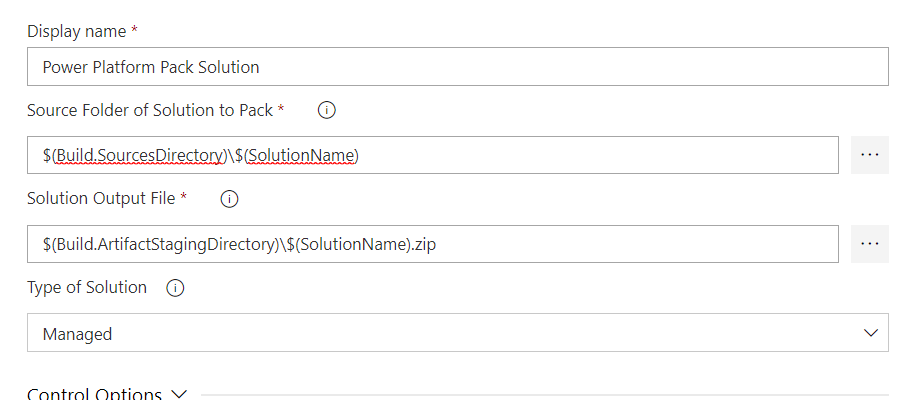 Display name *
Power Platform Pack Solution
Source Folder of Solution to Pack *
$(Build.SourcesDirectory)\$(SolutionName)
Solution Output File *
$(Build.ArtifactStagingDirectory)\$(SolutionName).zip
Type of Solution
Managed
Control Options